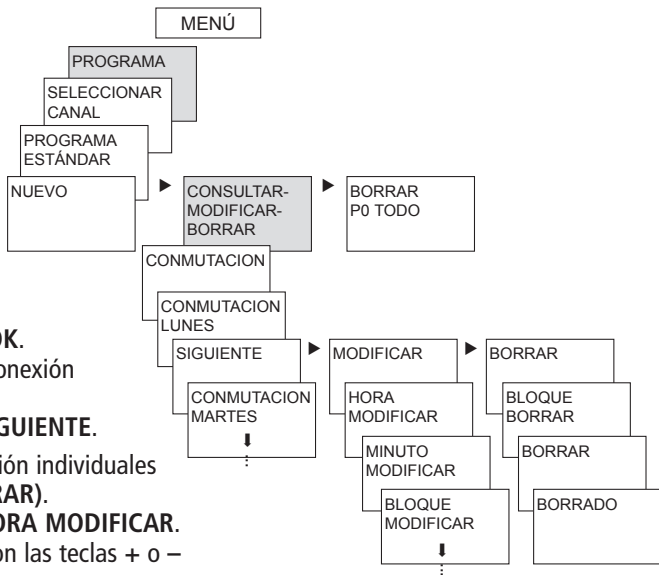 MENÚ
PROGRAMA
SELECCIONAR
CANAL
PROGRAMA
ESTÁNDAR
NUEVO
CONSULTAR-
MODIFICAR-
BORRAR
BORRAR
P0 TODO
CONMUTACION
CONMUTACION
LUNES
SIGUIENTE
CONMUTACION
MARTES
MODIFICAR
HORA
MODIFICAR
MINUTO
MODIFICAR
BLOQUE
MODIFICAR
BORRAR
BLOQUE
BORRAR
BORRAR
BORRADO
OK.
onexión
GUIENTE.
ión individuales
RAR).
ORA MODIFICAR.
on las teclas + o –